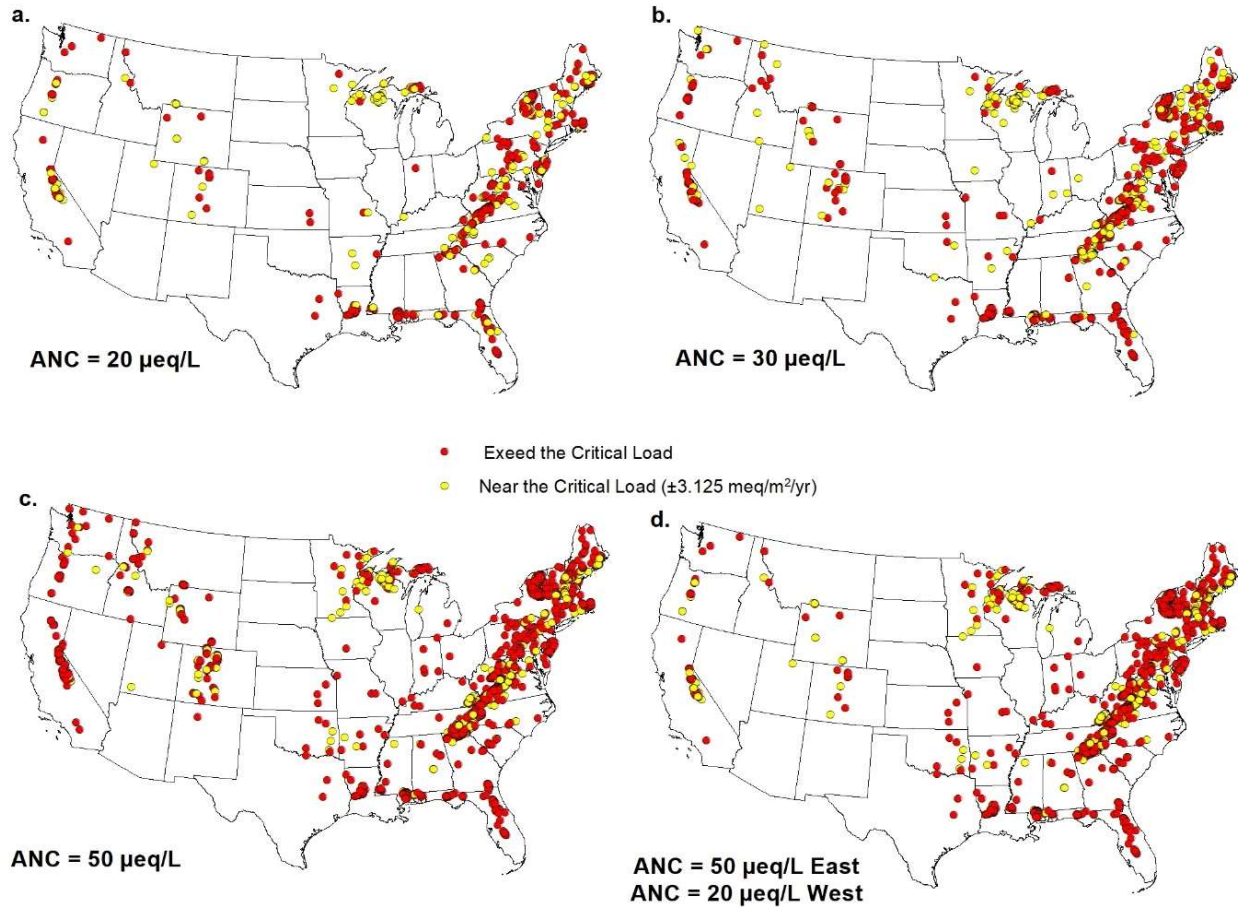 a.
b.
ANC = 20 µeq/L
ANC = 30 µeq/L
Exeed the Critical Load
Near the Critical Load (±3.125 meq/m²/yr)
c.
d.
ANC = 50 µeq/L
ANC = 50 µeq/L East
ANC = 20 µeq/L West